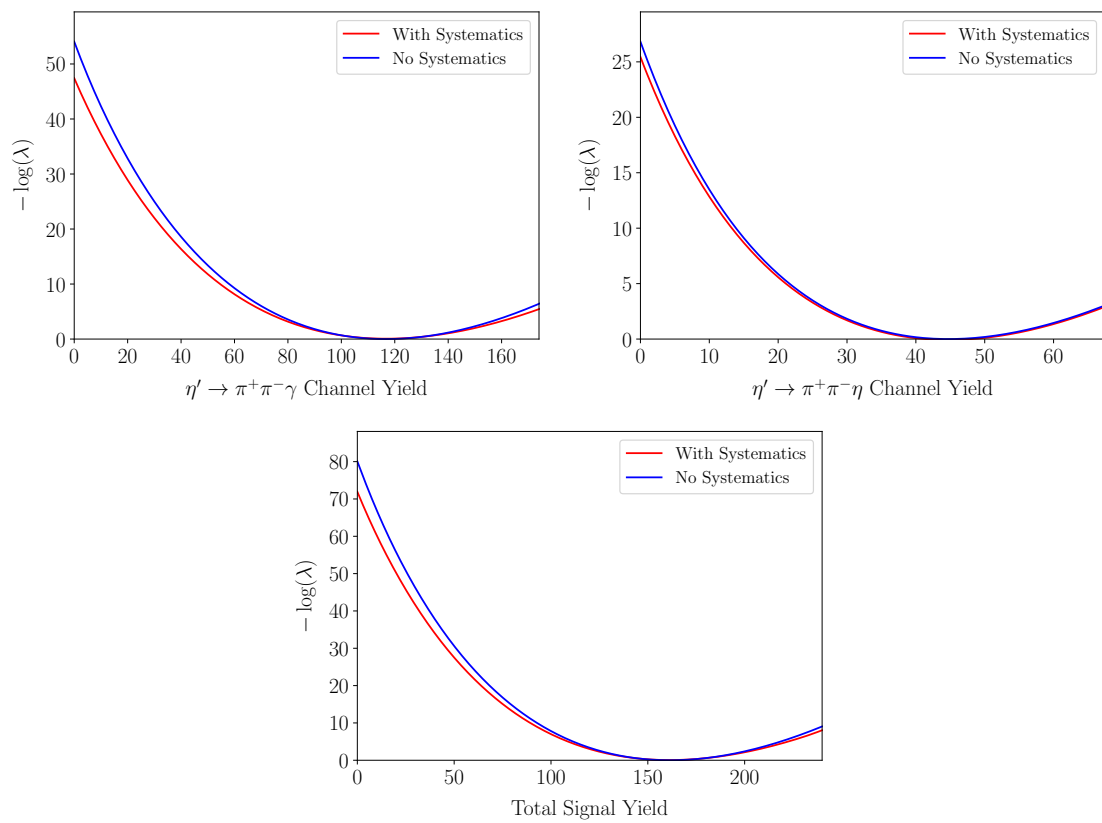 With Systematics
No Systematics
50
40
30
20
10
0
− log(λ)
0 20 40 60 80 100 120 140 160
η′ → π⁺π⁻γ Channel Yield
With Systematics
No Systematics
25
20
15
10
5
0
− log(λ)
0 10 20 30 40 50 60
η′ → π⁺π⁻η Channel Yield
With Systematics
No Systematics
80
70
60
50
40
30
20
10
0
− log(λ)
0 50 100 150 200
Total Signal Yield